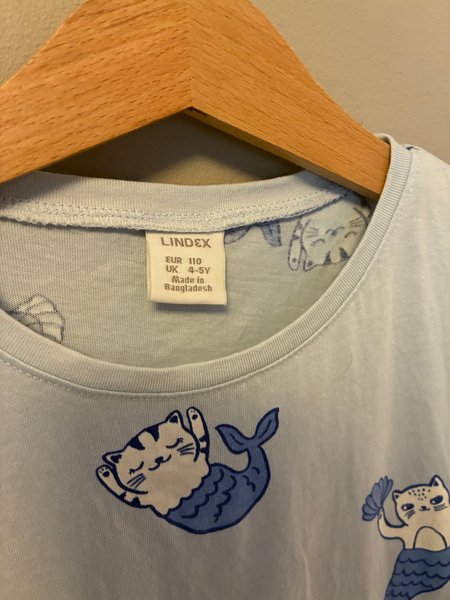 LINDEX
EUR 110
UK 4-5Y
Made in
Bangladesh